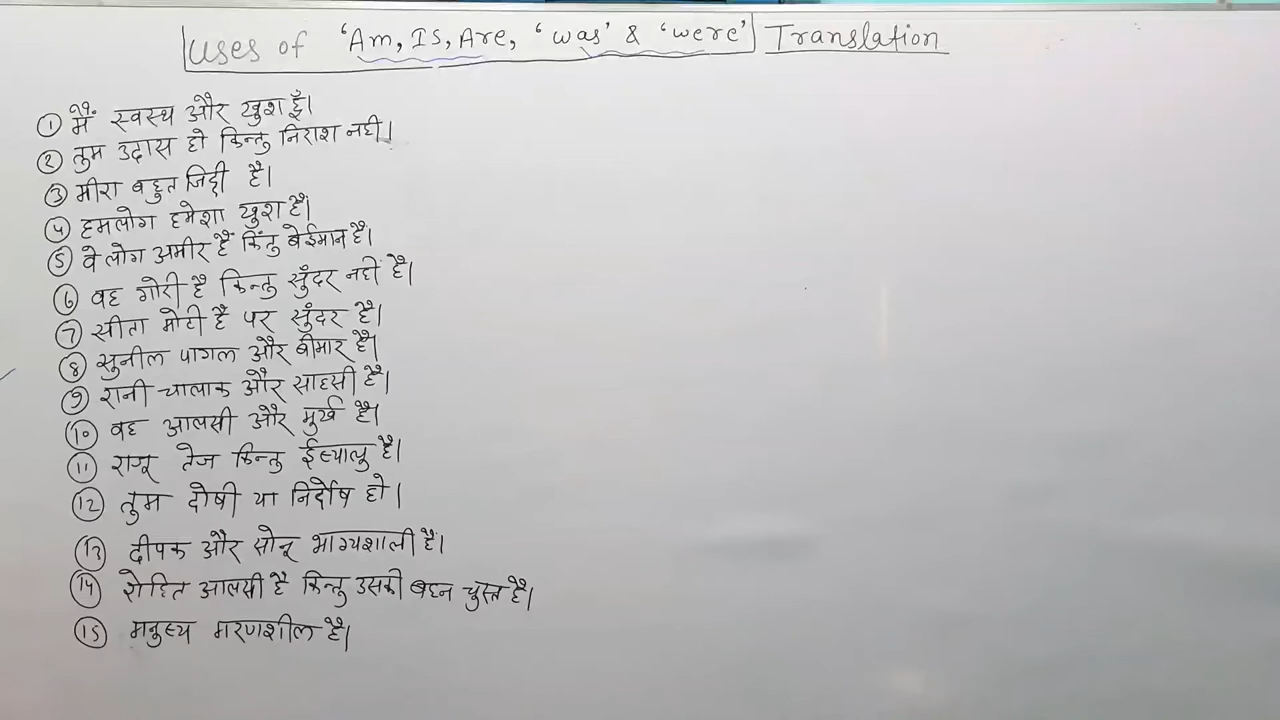 Uses of 'Am, Is, Are, 'was' & 'were' Translation
① मैं स्वस्थ और खुश हूँ।
② तुम उदास हो किन्तु निराश नही।
③ मीरा बहुत जिद्दी है।
④ हमलोग हमेशा खुश हैं।
⑤ वे लोग अमीर हैं किंतु बेईमान है।
⑥ वह गोरी है किन्तु सुंदर नहीं है।
⑦ सीता मोटी है पर सुंदर है।
⑧ सुनील पागल और बीमार है।
⑨ रानी चालाक और साहसी है।
⑩ वह आलसी और मुर्ख है।
⑪ राजू तेज किन्तु ईस्यालु है।
⑫ तुम दोषी या निर्दोष हो।
⑬ दीपक और सोनू भाग्यशाली हैं।
⑭ रोहित आलसी है किन्तु उसकी बहन चुस्त है।
⑮ मनुस्य मरणशील है।